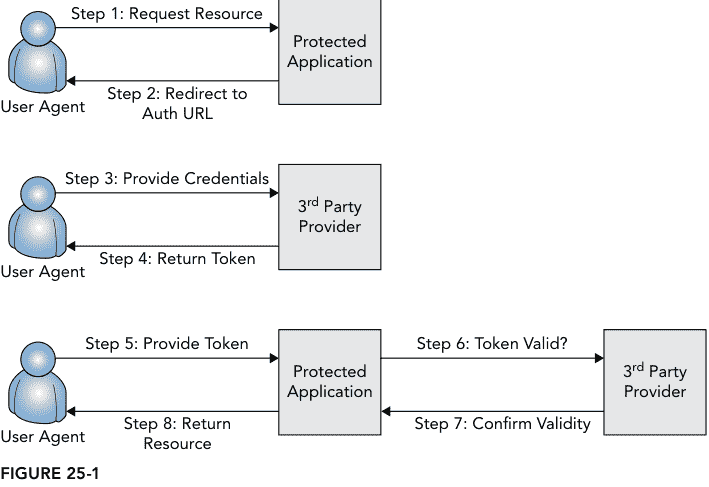 Step 1: Request Resource
Protected
Application
Step 2: Redirect to
Auth URL
User Agent
Step 3: Provide Credentials
3rd Party
Provider
Step 4: Return Token
User Agent
Step 5: Provide Token
Protected
Application
Step 6: Token Valid?
3rd Party
Provider
Step 8: Return
Resource
Step 7: Confirm Validity
User Agent
FIGURE 25-1